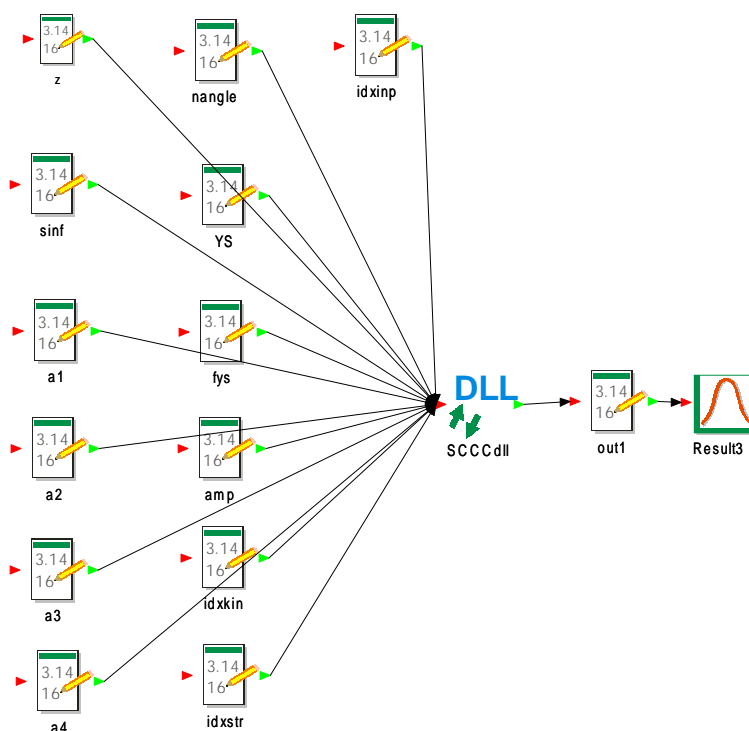 3.14
16
z
3.14
16
nangle
3.14
16
idxinp
3.14
16
sinf
3.14
16
YS
3.14
16
a1
3.14
16
fys
DLL
SCCCdll
3.14
16
out1
Result3
3.14
16
a2
3.14
16
amp
3.14
16
a3
3.14
16
idxkin
3.14
16
a4
3.14
16
idxstr